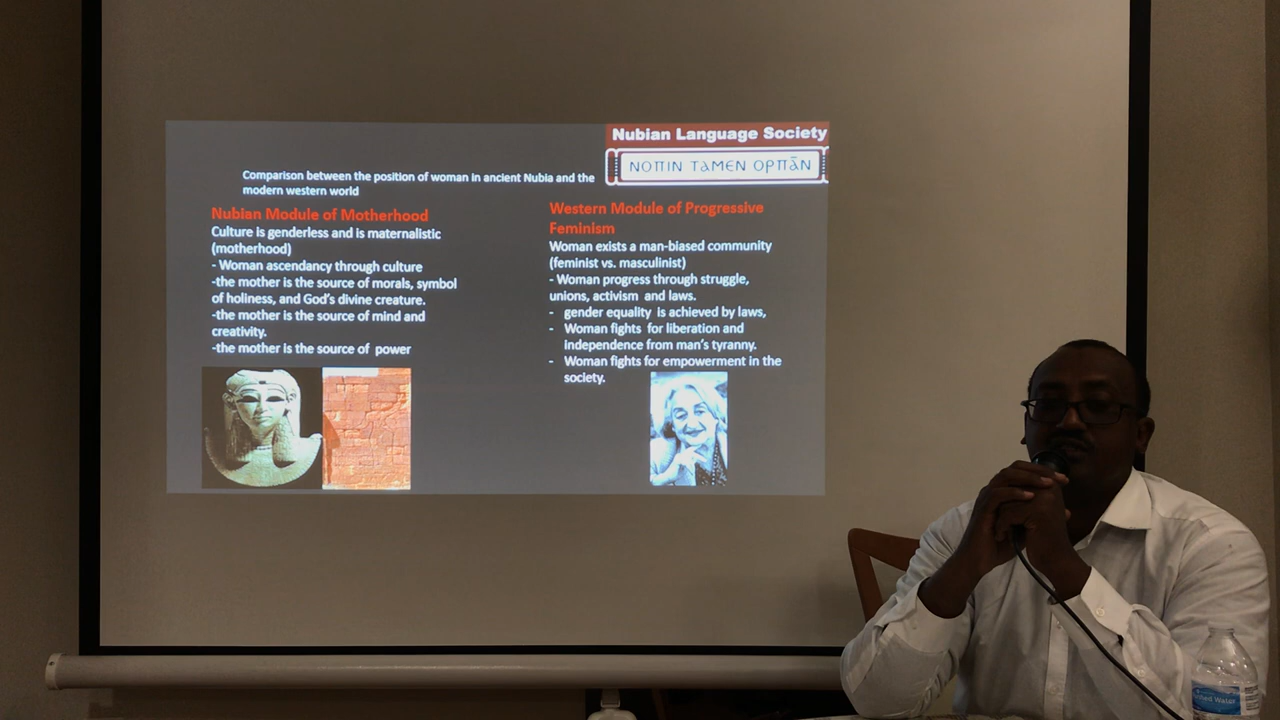 Nubian Language Society
ⲚⲞⲠⲒⲚ ⲦⲀⲘⲈⲚ ⲞⲢⲠⲀ̄Ⲛ
Comparison between the position of woman in ancient Nubia and the
modern western world
Nubian Module of Motherhood
Culture is genderless and is maternalistic
(motherhood)
- Woman ascendancy through culture
-the mother is the source of morals, symbol
of holiness, and God's divine creature.
-the mother is the source of mind and
creativity.
-the mother is the source of power
Western Module of Progressive
Feminism
Woman exists a man-biased community
(feminist vs. masculinist)
- Woman progress through struggle,
unions, activism and laws.
- gender equality is achieved by laws,
- Woman fights for liberation and
independence from man's tyranny.
- Woman fights for empowerment in the
society.
Water